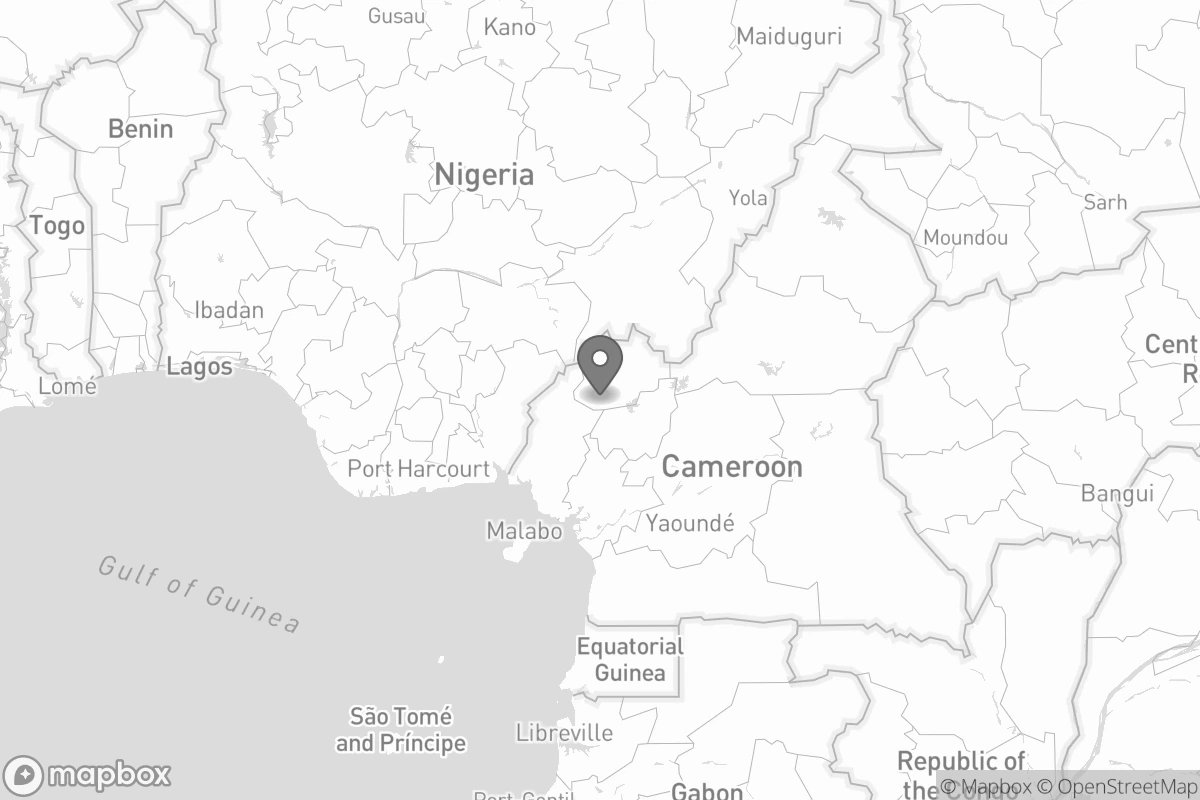 Gusau
Kano
Maiduguri
Benin
Nigeria
Yola
Sarh
Togo
Moundou
Ibadan
Cent
R
Lagos
Lomé
Port Harcourt
Cameroon
Bangui
Malabo
Yaoundé
Gulf of Guinea
Equatorial
Guinea
São Tomé
and Príncipe
Libreville
Republic of
the Congo
Port-Gentil
Gabon
mapbox
© Mapbox © OpenStreetMap